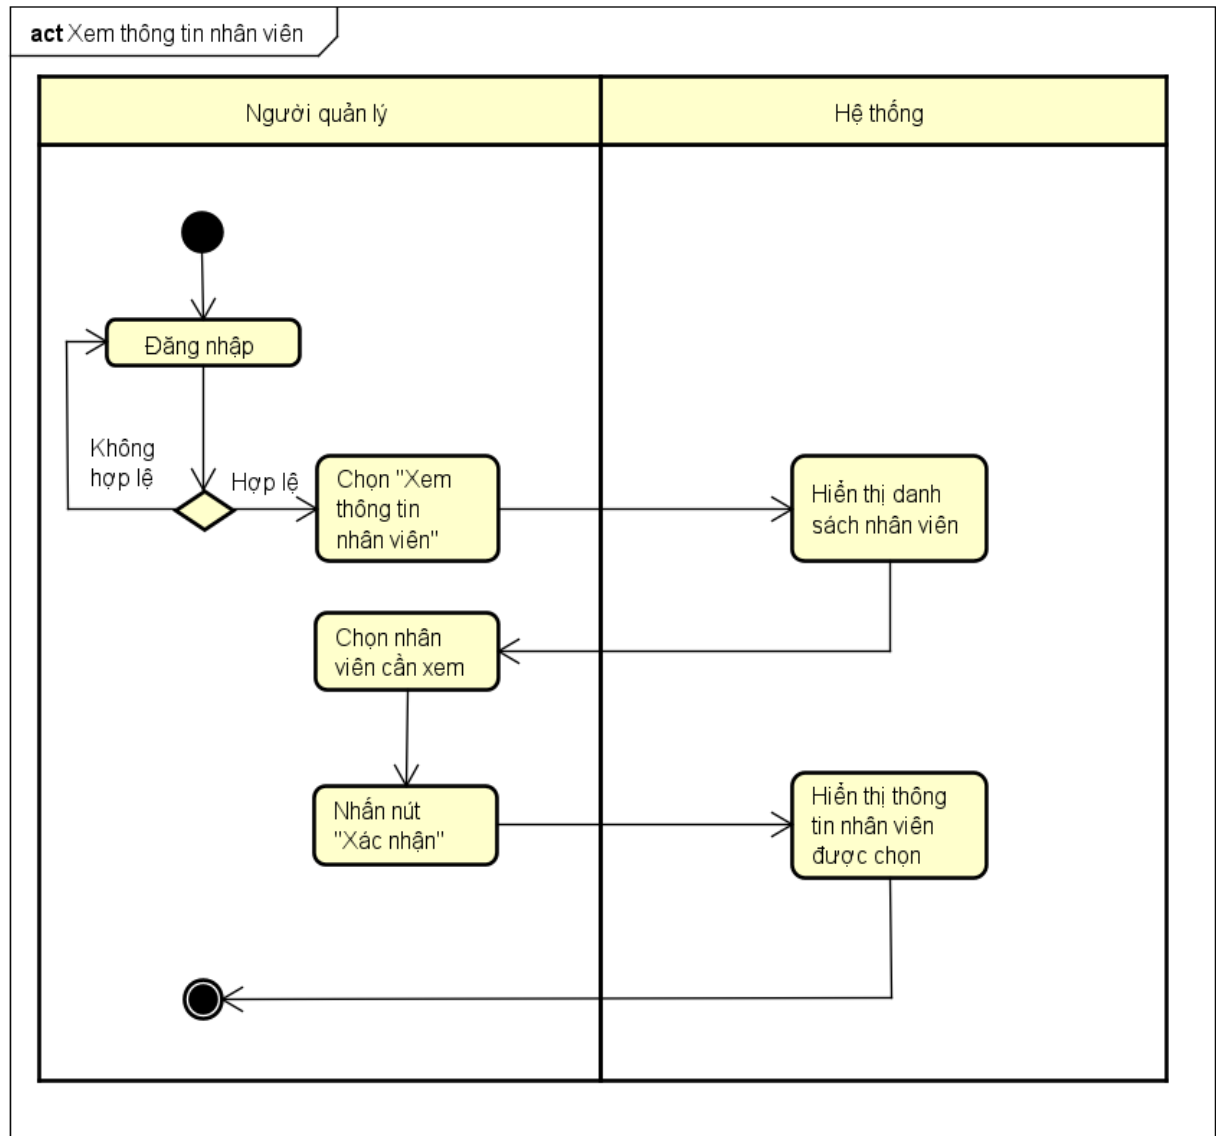 act Xem thông tin nhân viên
Người quản lý
Hệ thống
Đăng nhập
Không
hợp lệ
Hợp lệ
Chọn "Xem
thông tin
nhân viên"
Hiển thị danh
sách nhân viên
Chọn nhân
viên cần xem
Nhấn nút
"Xác nhận"
Hiển thị thông
tin nhân viên
được chọn